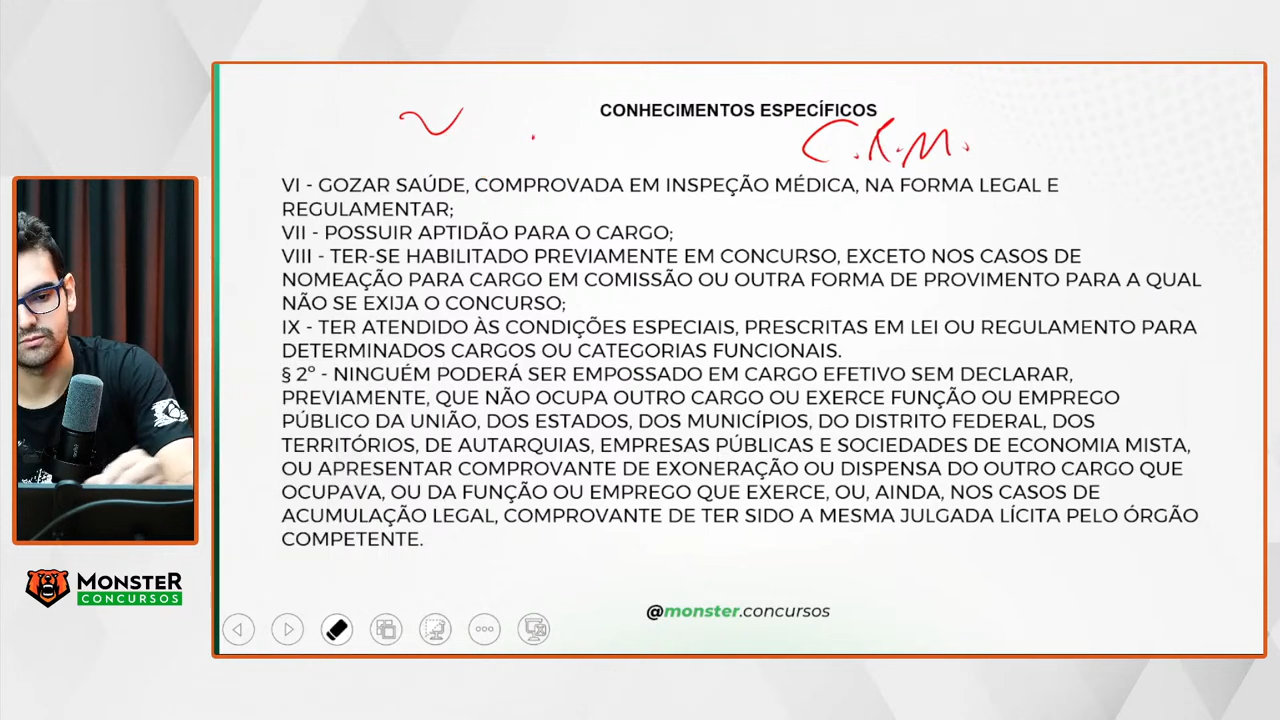 CONHECIMENTOS ESPECÍFICOS
C.R.M.
VI - GOZAR SAÚDE, COMPROVADA EM INSPEÇÃO MÉDICA, NA FORMA LEGAL E
REGULAMENTAR;
VII - POSSUIR APTIDÃO PARA O CARGO;
VIII - TER-SE HABILITADO PREVIAMENTE EM CONCURSO, EXCETO NOS CASOS DE
NOMEAÇÃO PARA CARGO EM COMISSÃO OU OUTRA FORMA DE PROVIMENTO PARA A QUAL
NÃO SE EXIJA O CONCURSO;
IX - TER ATENDIDO ÀS CONDIÇÕES ESPECIAIS, PRESCRITAS EM LEI OU REGULAMENTO PARA
DETERMINADOS CARGOS OU CATEGORIAS FUNCIONAIS.
§ 2º - NINGUÉM PODERÁ SER EMPOSSADO EM CARGO EFETIVO SEM DECLARAR,
PREVIAMENTE, QUE NÃO OCUPA OUTRO CARGO OU EXERCE FUNÇÃO OU EMPREGO
PÚBLICO DA UNIÃO, DOS ESTADOS, DOS MUNICÍPIOS, DO DISTRITO FEDERAL, DOS
TERRITÓRIOS, DE AUTARQUIAS, EMPRESAS PÚBLICAS E SOCIEDADES DE ECONOMIA MISTA,
OU APRESENTAR COMPROVANTE DE EXONERAÇÃO OU DISPENSA DO OUTRO CARGO QUE
OCUPAVA, OU DA FUNÇÃO OU EMPREGO QUE EXERCE, OU, AINDA, NOS CASOS DE
ACUMULAÇÃO LEGAL, COMPROVANTE DE TER SIDO A MESMA JULGADA LÍCITA PELO ÓRGÃO
COMPETENTE.
MONSTER
CONCURSOS
@monster.concursos